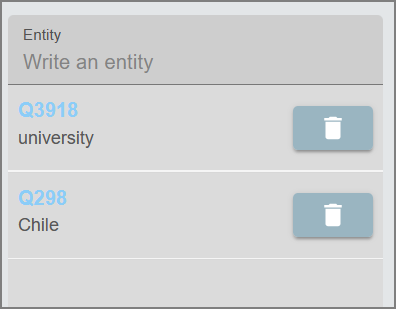 Entity
Write an entity
Q3918
university
Q298
Chile